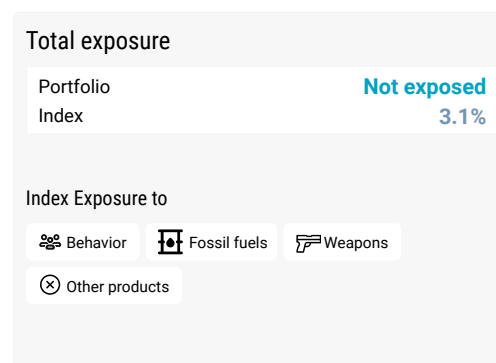 Total exposure
Portfolio Not exposed
Index 3.1%
Index Exposure to
Behavior Fossil fuels Weapons
Other products